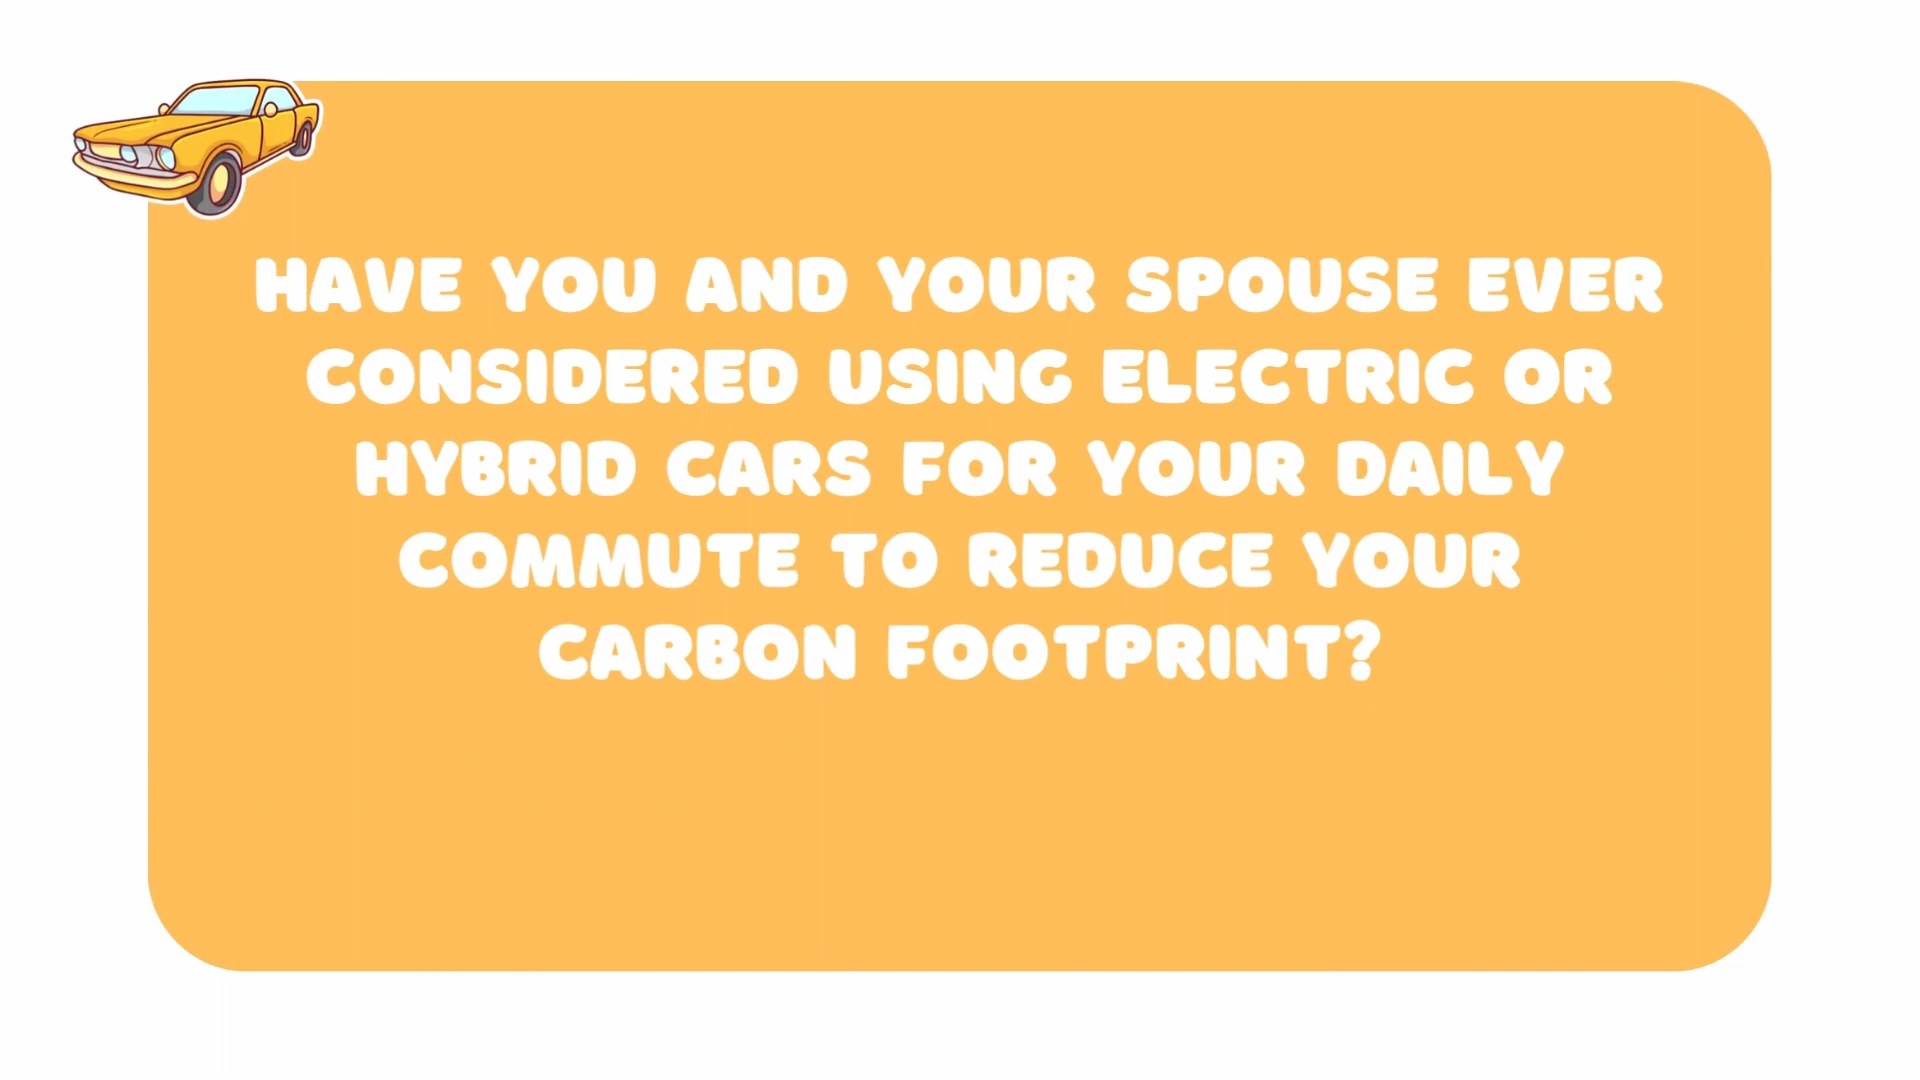 HAVE YOU AND YOUR SPOUSE EVER
CONSIDERED USING ELECTRIC OR
HYBRID CARS FOR YOUR DAILY
COMMUTE TO REDUCE YOUR
CARBON FOOTPRINT?